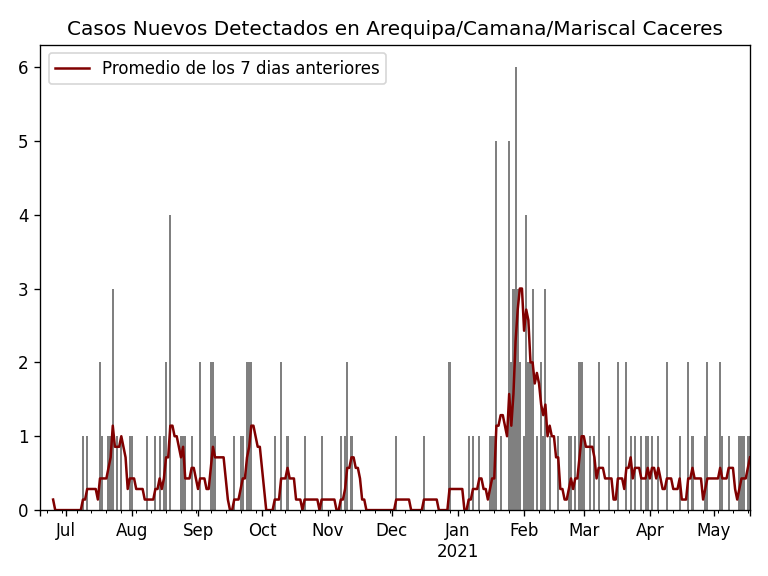 Casos Nuevos Detectados en Arequipa/Camana/Mariscal Caceres
Promedio de los 7 dias anteriores
6
5
4
3
2
1
0
Jul Aug Sep Oct Nov Dec Jan Feb Mar Apr May
2021